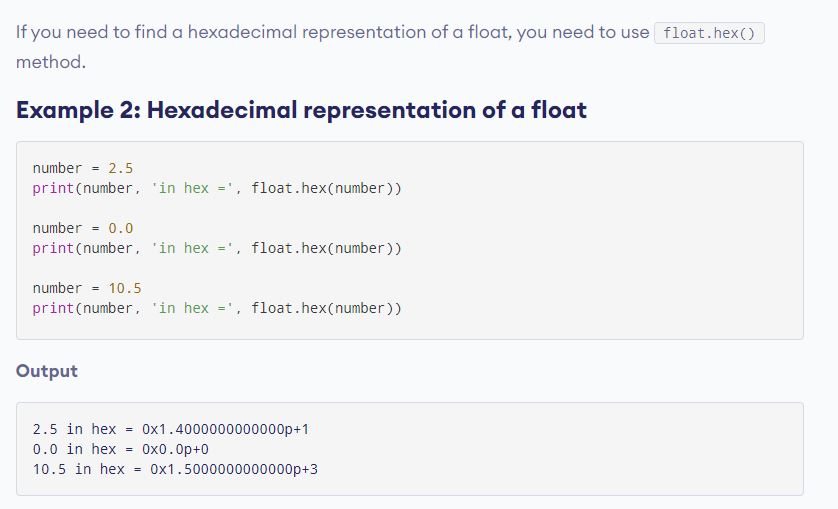 If you need to find a hexadecimal representation of a float, you need to use float.hex()
method.
Example 2: Hexadecimal representation of a float
number = 2.5
print(number, 'in hex =', float.hex(number))
number = 0.0
print(number, 'in hex =', float.hex(number))
number = 10.5
print(number, 'in hex =', float.hex(number))
Output
2.5 in hex = 0x1.4000000000000p+1
0.0 in hex = 0x0.0p+0
10.5 in hex = 0x1.5000000000000p+3